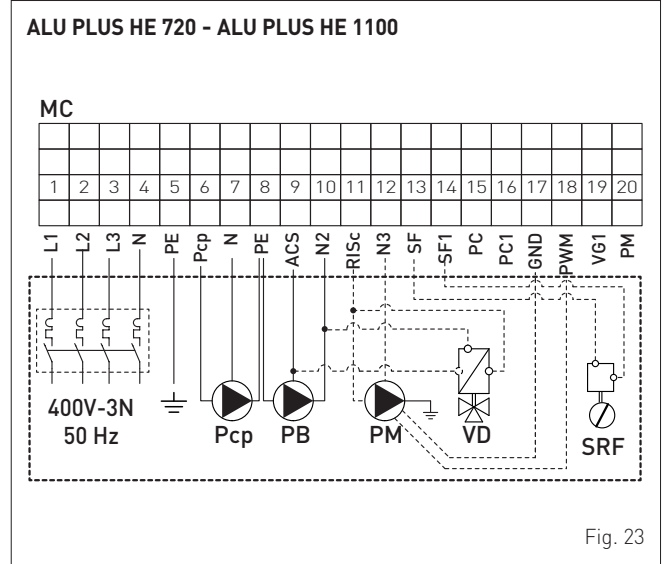 ALU PLUS HE 720 - ALU PLUS HE 1100
MC
1 2 3 4 5 6 7 8 9 10 11 12 13 14 15 16 17 18 19 20
L1 L2 L3 N PE Pcp N PE ACS N2 RISc N3 SF SF1 PC PC1 GND PWM VG1 PM
400V-3N
50 Hz
Pcp PB PM VD SRF
Fig. 23